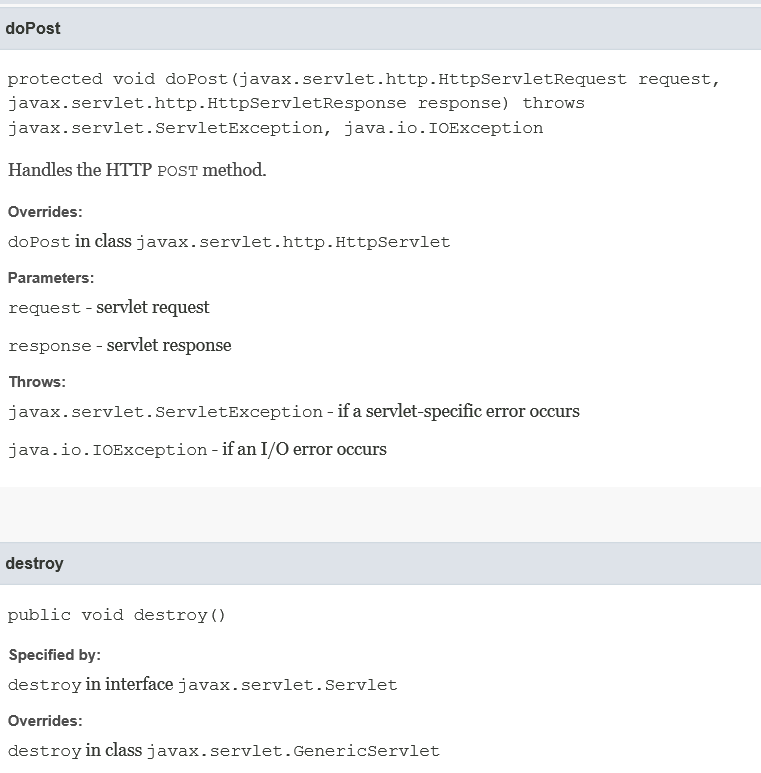 doPost
protected void doPost(javax.servlet.http.HttpServletRequest request,
javax.servlet.http.HttpServletResponse response) throws
javax.servlet.ServletException, java.io.IOException
Handles the HTTP POST method.
Overrides:
doPost in class javax.servlet.http.HttpServlet
Parameters:
request - servlet request
response - servlet response
Throws:
javax.servlet.ServletException - if a servlet-specific error occurs
java.io.IOException - if an I/O error occurs
destroy
public void destroy()
Specified by:
destroy in interface javax.servlet.Servlet
Overrides:
destroy in class javax.servlet.GenericServlet